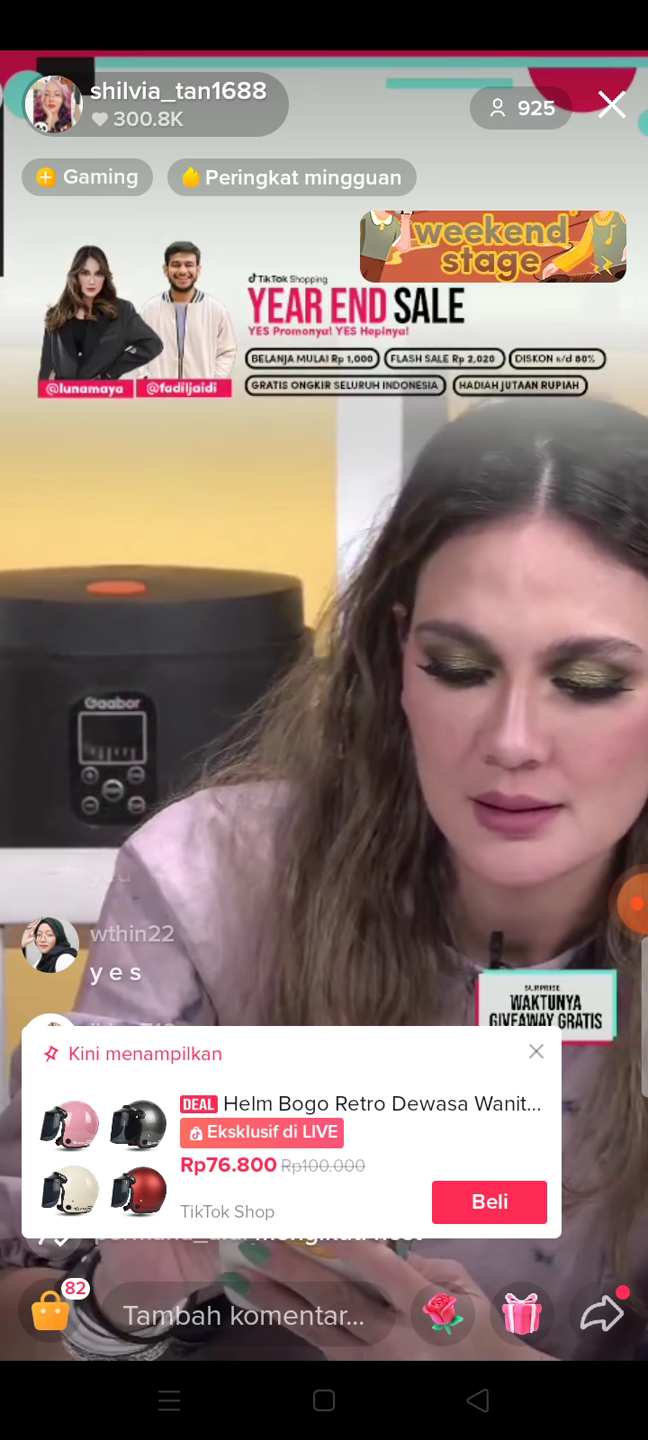 shilvia_tan1688
300.8K
925
Gaming
Peringkat mingguan
weekend
stage
TikTok Shopping
YEAR END SALE
YES Promonya! YES Hepinya!
BELANJA MULAI Rp 1,000
FLASH SALE Rp 2,020
DISKON s/d 80%
GRATIS ONGKIR SELURUH INDONESIA
HADIAH JUTAAN RUPIAH
@lunamaya
@fadiljaidi
Gaabor
wthin22
y e s
SURPRISE
WAKTUNYA
GIVEAWAY GRATIS
Kini menampilkan
DEAL Helm Bogo Retro Dewasa Wanit...
Eksklusif di LIVE
Rp76.800 Rp100.000
TikTok Shop
Beli
82
Tambah komentar...